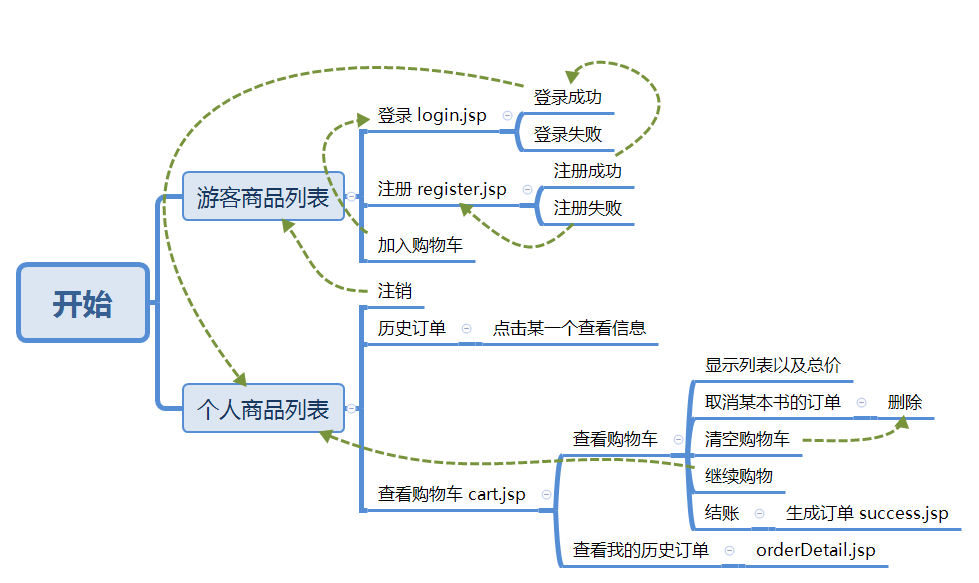 开始
游客商品列表
登录 login.jsp
登录成功
登录失败
注册 register.jsp
注册成功
注册失败
加入购物车
个人商品列表
注销
历史订单
点击某一个查看信息
查看购物车 cart.jsp
查看购物车
显示列表以及总价
取消某本书的订单
删除
清空购物车
继续购物
结账
生成订单 success.jsp
查看我的历史订单
orderDetail.jsp